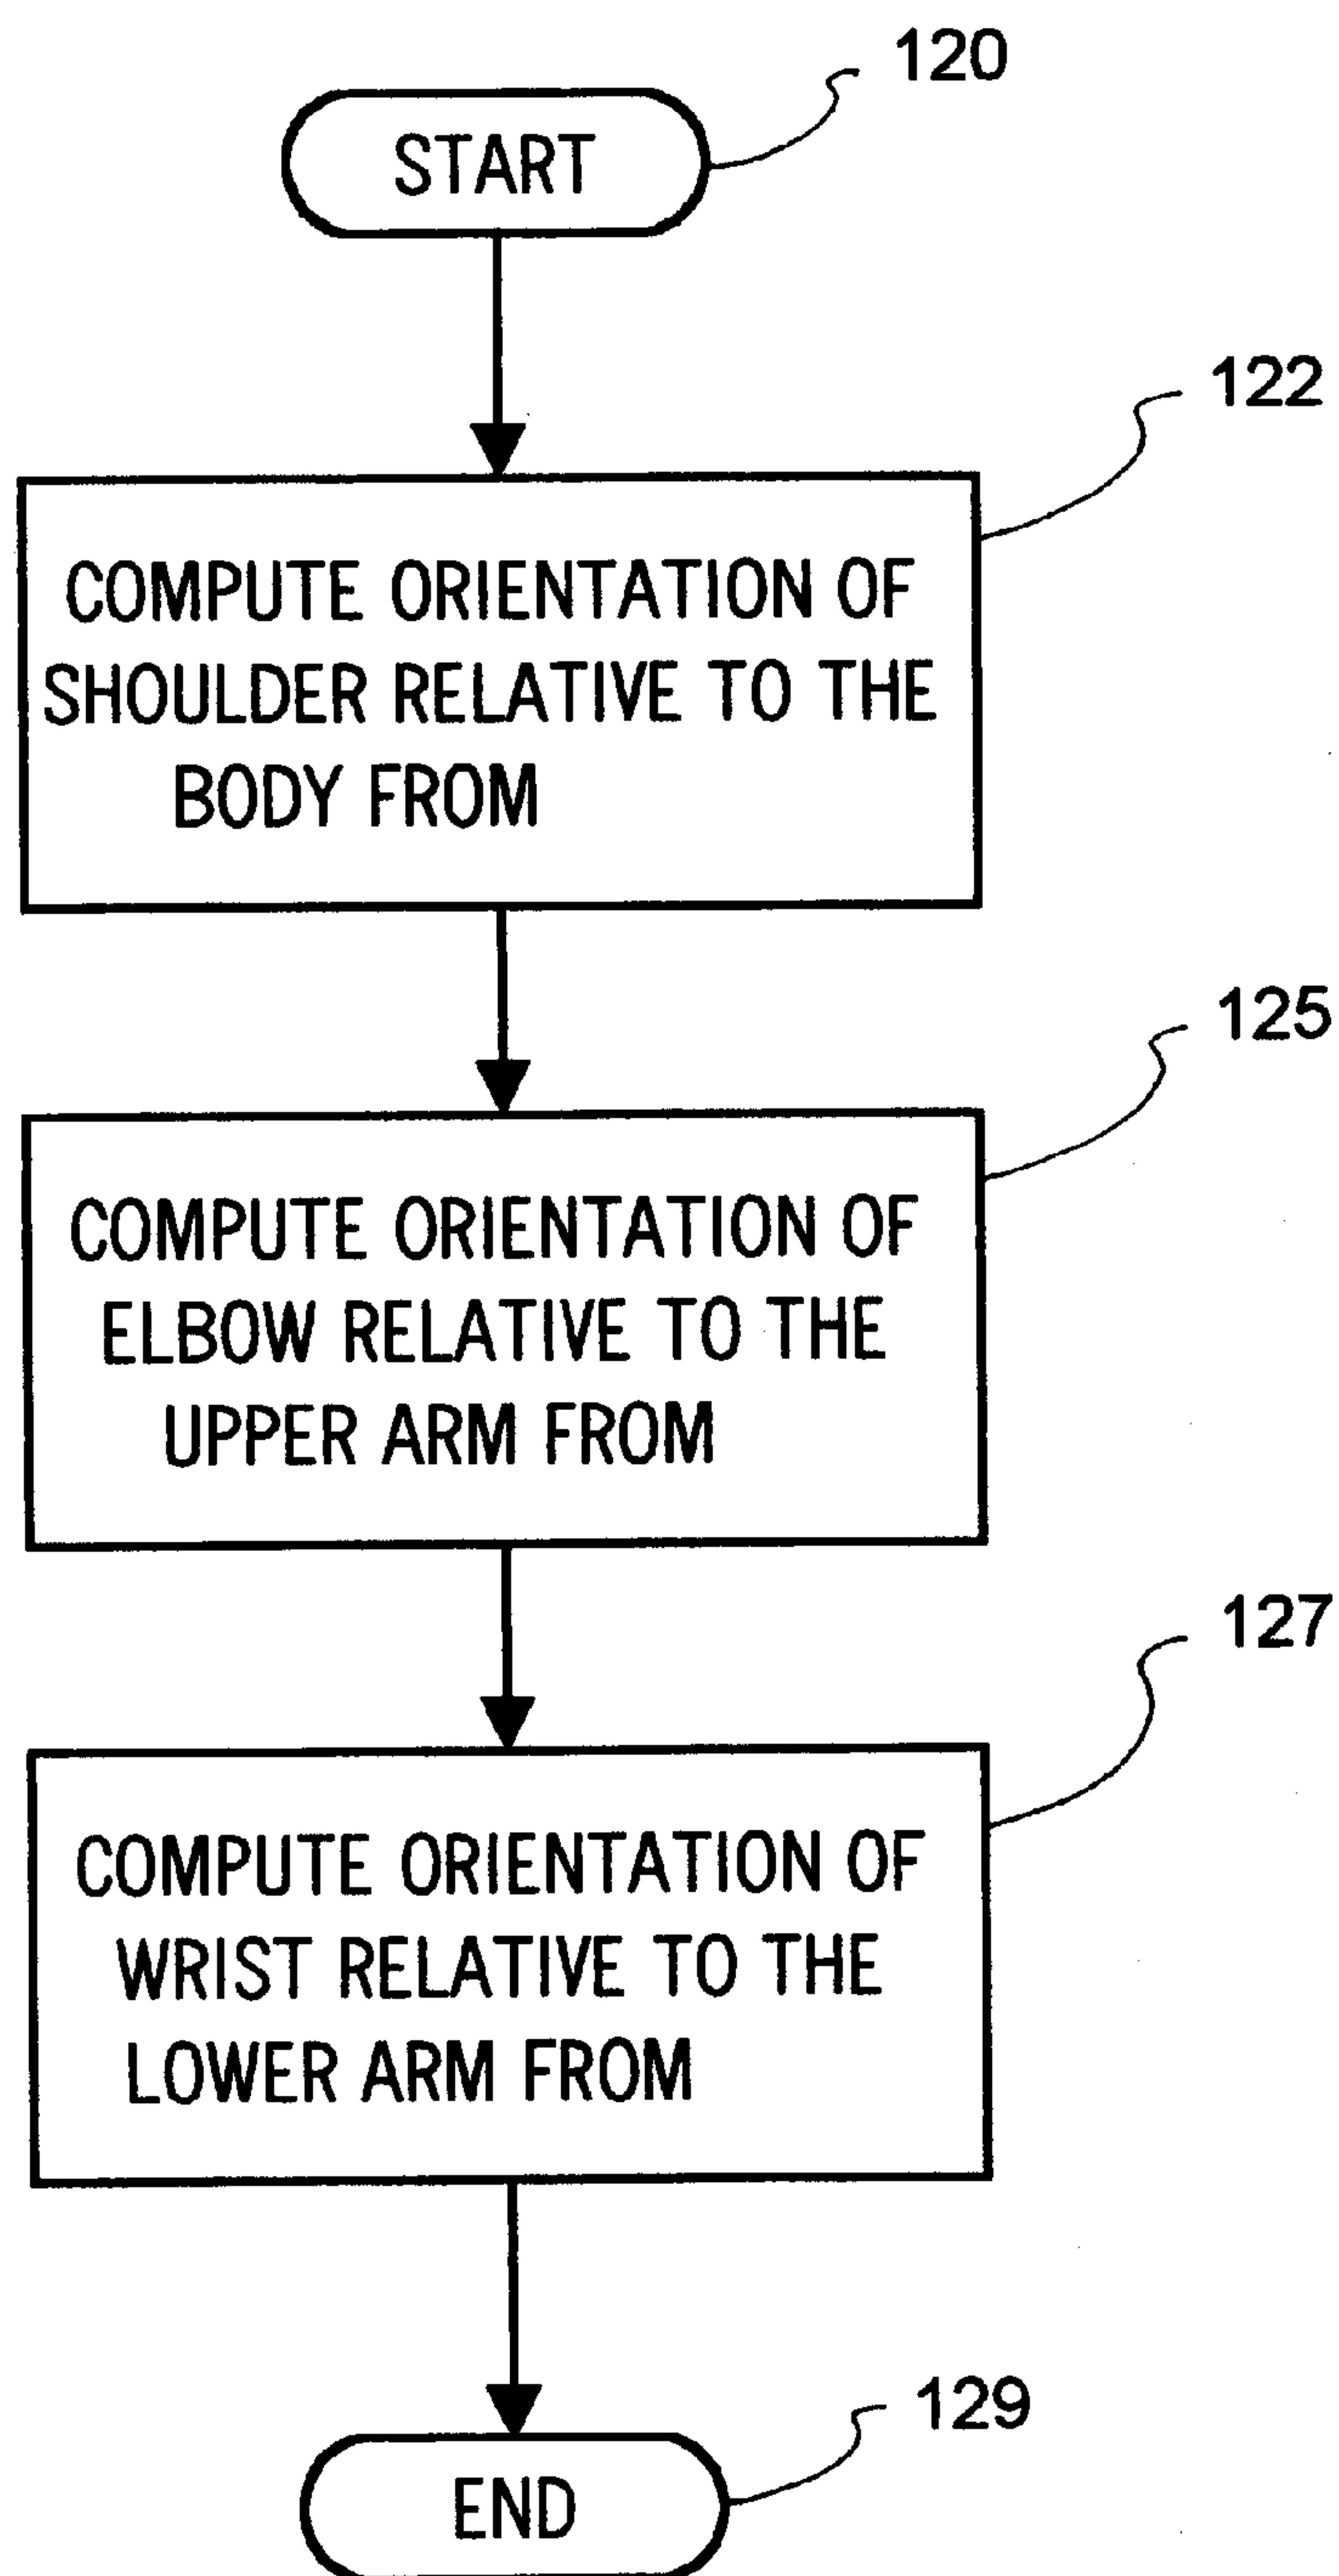 120
START
122
COMPUTE ORIENTATION OF
SHOULDER RELATIVE TO THE
BODY FROM
125
COMPUTE ORIENTATION OF
ELBOW RELATIVE TO THE
UPPER ARM FROM
127
COMPUTE ORIENTATION OF
WRIST RELATIVE TO THE
LOWER ARM FROM
129
END